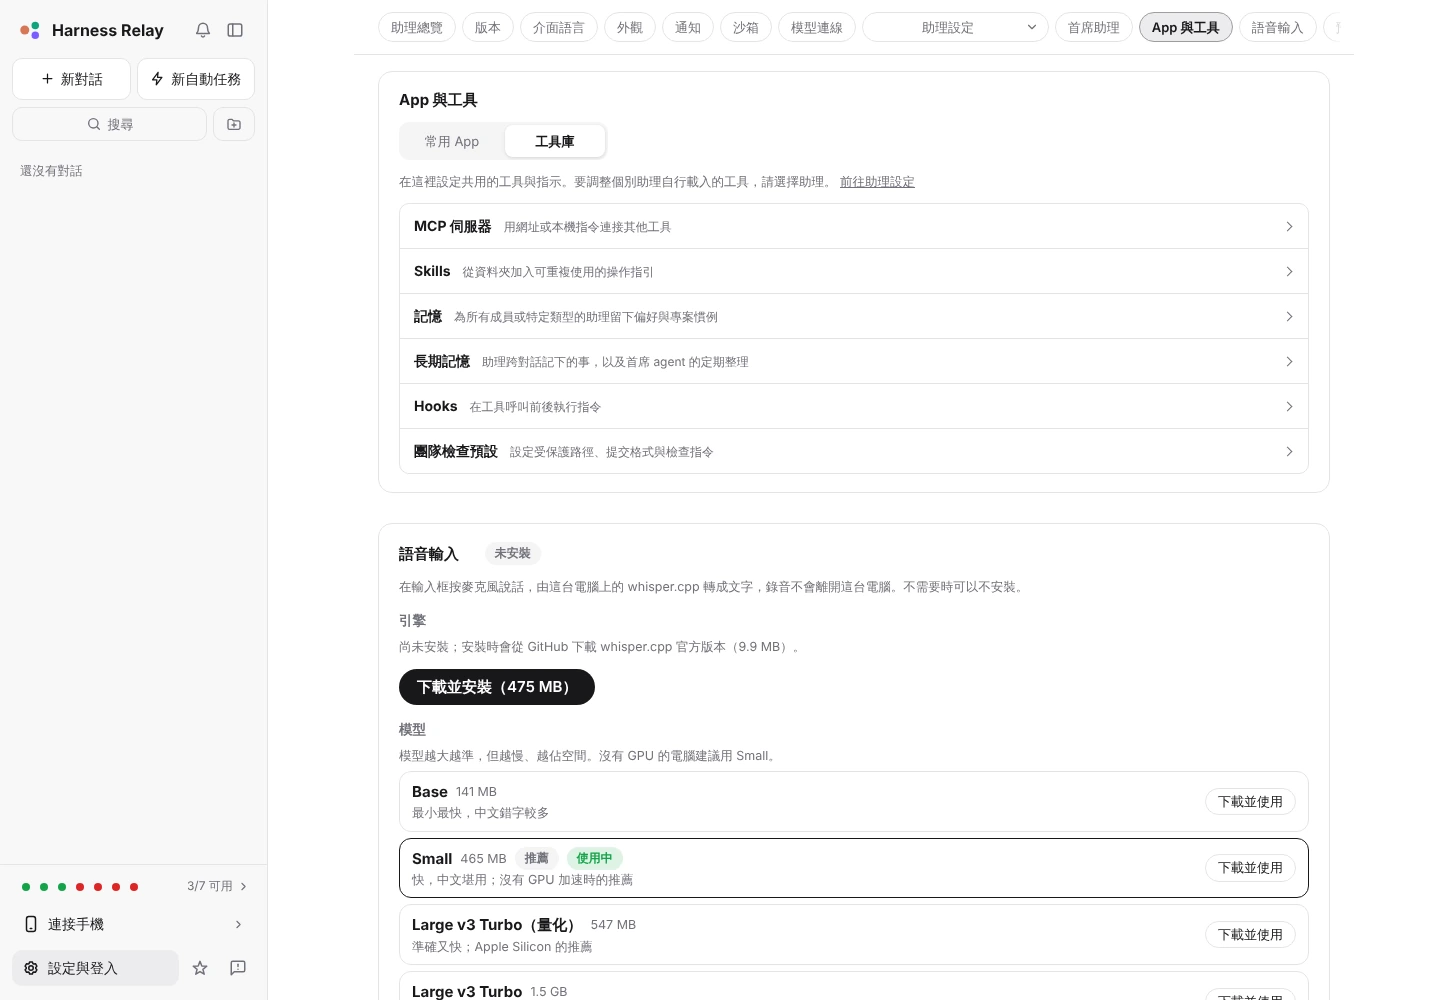 Harness Relay
新對話
新自動任務
搜尋
還沒有對話
3/7 可用
連接手機
設定與登入
助理總覽
版本
介面語言
外觀
通知
沙箱
模型連線
助理設定
首席助理
App 與工具
語音輸入
App 與工具
常用 App
工具庫
在這裡設定共用的工具與指示。要調整個別助理自行載入的工具，請選擇助理。 前往助理設定
MCP 伺服器 用網址或本機指令連接其他工具
Skills 從資料夾加入可重複使用的操作指引
記憶 為所有成員或特定類型的助理留下偏好與專案慣例
長期記憶 助理跨對話記下的事，以及首席 agent 的定期整理
Hooks 在工具呼叫前後執行指令
團隊檢查預設 設定受保護路徑、提交格式與檢查指令
語音輸入 未安裝
在輸入框按麥克風說話，由這台電腦上的 whisper.cpp 轉成文字，錄音不會離開這台電腦。不需要時可以不安裝。
引擎
尚未安裝；安裝時會從 GitHub 下載 whisper.cpp 官方版本（9.9 MB）。
下載並安裝（475 MB）
模型
模型越大越準，但越慢、越佔空間。沒有 GPU 的電腦建議用 Small。
Base 141 MB
最小最快，中文錯字較多
下載並使用
Small 465 MB 推薦 使用中
快，中文堪用；沒有 GPU 加速時的推薦
下載並使用
Large v3 Turbo（量化） 547 MB
準確又快；Apple Silicon 的推薦
下載並使用
Large v3 Turbo 1.5 GB
下載並使用